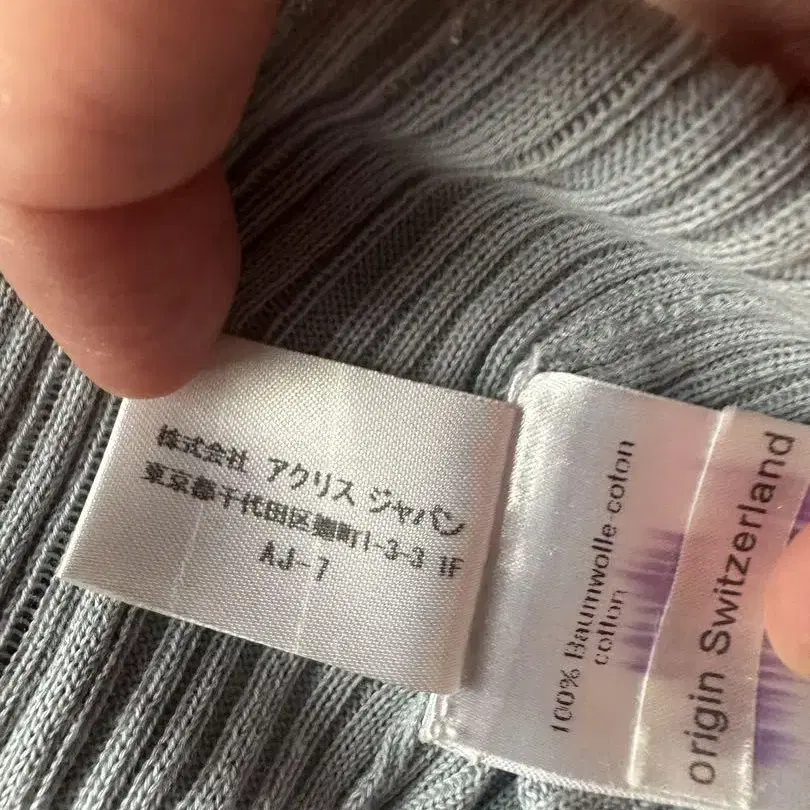 株式会社 アクリス ジャパン
東京都千代田区麹町1-3-3 1F
AJ-7
100% Baumwolle coton
cotton
origin Switzerland